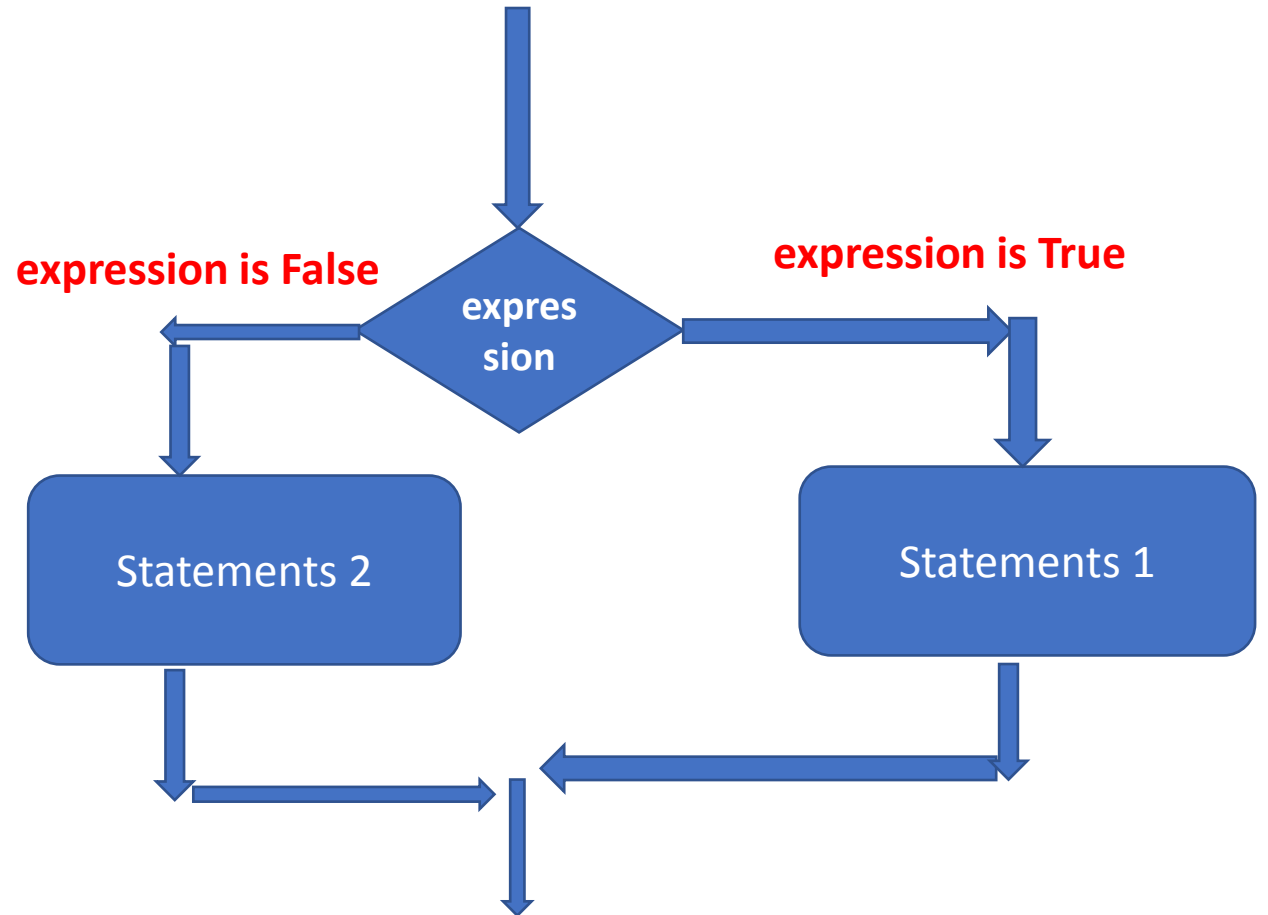 expression is False
expression is True
expres
sion
Statements 2
Statements 1